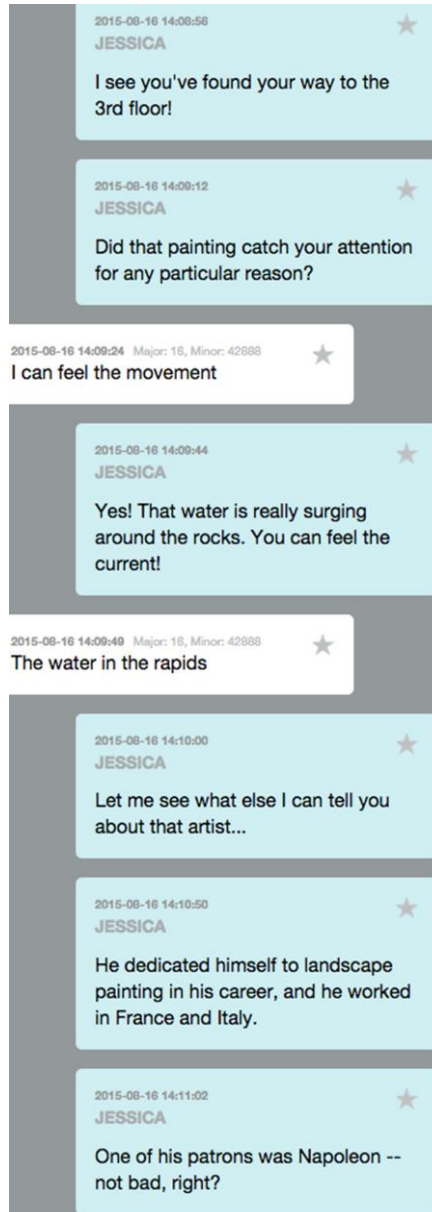 2015-08-16 14:08:56
JESSICA
I see you've found your way to the
3rd floor!
2015-08-16 14:09:12
JESSICA
Did that painting catch your attention
for any particular reason?
2015-08-16 14:09:24 Major: 16, Minor: 42888
I can feel the movement
2015-08-16 14:09:44
JESSICA
Yes! That water is really surging
around the rocks. You can feel the
current!
2015-08-16 14:09:49 Major: 16, Minor: 42888
The water in the rapids
2015-08-16 14:10:00
JESSICA
Let me see what else I can tell you
about that artist...
2015-08-16 14:10:50
JESSICA
He dedicated himself to landscape
painting in his career, and he worked
in France and Italy.
2015-08-16 14:11:02
JESSICA
One of his patrons was Napoleon --
not bad, right?